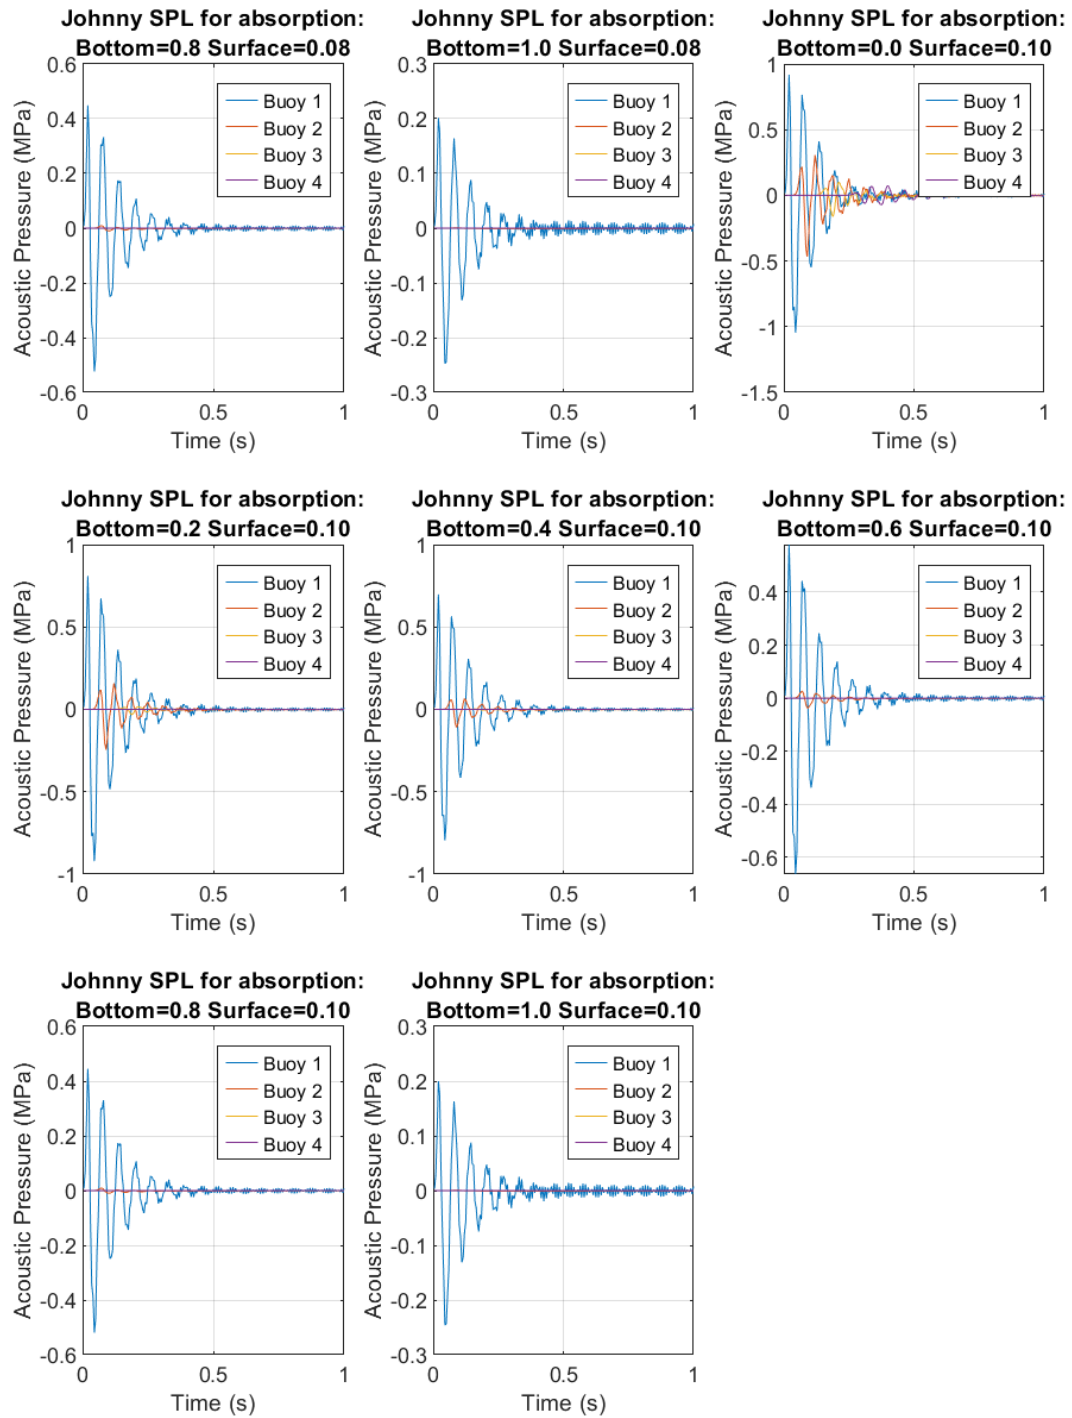 Johnny SPL for absorption:
Bottom=0.8 Surface=0.08
0.6
0.4
0.2
0
-0.2
-0.4
-0.6
Acoustic Pressure (MPa)
Buoy 1
Buoy 2
Buoy 3
Buoy 4
0
0.5
1
Time (s)
Johnny SPL for absorption:
Bottom=1.0 Surface=0.08
0.3
0.2
0.1
0
-0.1
-0.2
-0.3
Acoustic Pressure (MPa)
Buoy 1
Buoy 2
Buoy 3
Buoy 4
0
0.5
1
Time (s)
Johnny SPL for absorption:
Bottom=0.0 Surface=0.10
1
0.5
0
-0.5
-1
-1.5
Acoustic Pressure (MPa)
Buoy 1
Buoy 2
Buoy 3
Buoy 4
0
0.5
1
Time (s)
Johnny SPL for absorption:
Bottom=0.2 Surface=0.10
1
0.5
0
-0.5
-1
Acoustic Pressure (MPa)
Buoy 1
Buoy 2
Buoy 3
Buoy 4
0
0.5
1
Time (s)
Johnny SPL for absorption:
Bottom=0.4 Surface=0.10
1
0.5
0
-0.5
-1
Acoustic Pressure (MPa)
Buoy 1
Buoy 2
Buoy 3
Buoy 4
0
0.5
1
Time (s)
Johnny SPL for absorption:
Bottom=0.6 Surface=0.10
0.4
0.2
0
-0.2
-0.4
-0.6
Acoustic Pressure (MPa)
Buoy 1
Buoy 2
Buoy 3
Buoy 4
0
0.5
1
Time (s)
Johnny SPL for absorption:
Bottom=0.8 Surface=0.10
0.6
0.4
0.2
0
-0.2
-0.4
-0.6
Acoustic Pressure (MPa)
Buoy 1
Buoy 2
Buoy 3
Buoy 4
0
0.5
1
Time (s)
Johnny SPL for absorption:
Bottom=1.0 Surface=0.10
0.3
0.2
0.1
0
-0.1
-0.2
-0.3
Acoustic Pressure (MPa)
Buoy 1
Buoy 2
Buoy 3
Buoy 4
0
0.5
1
Time (s)